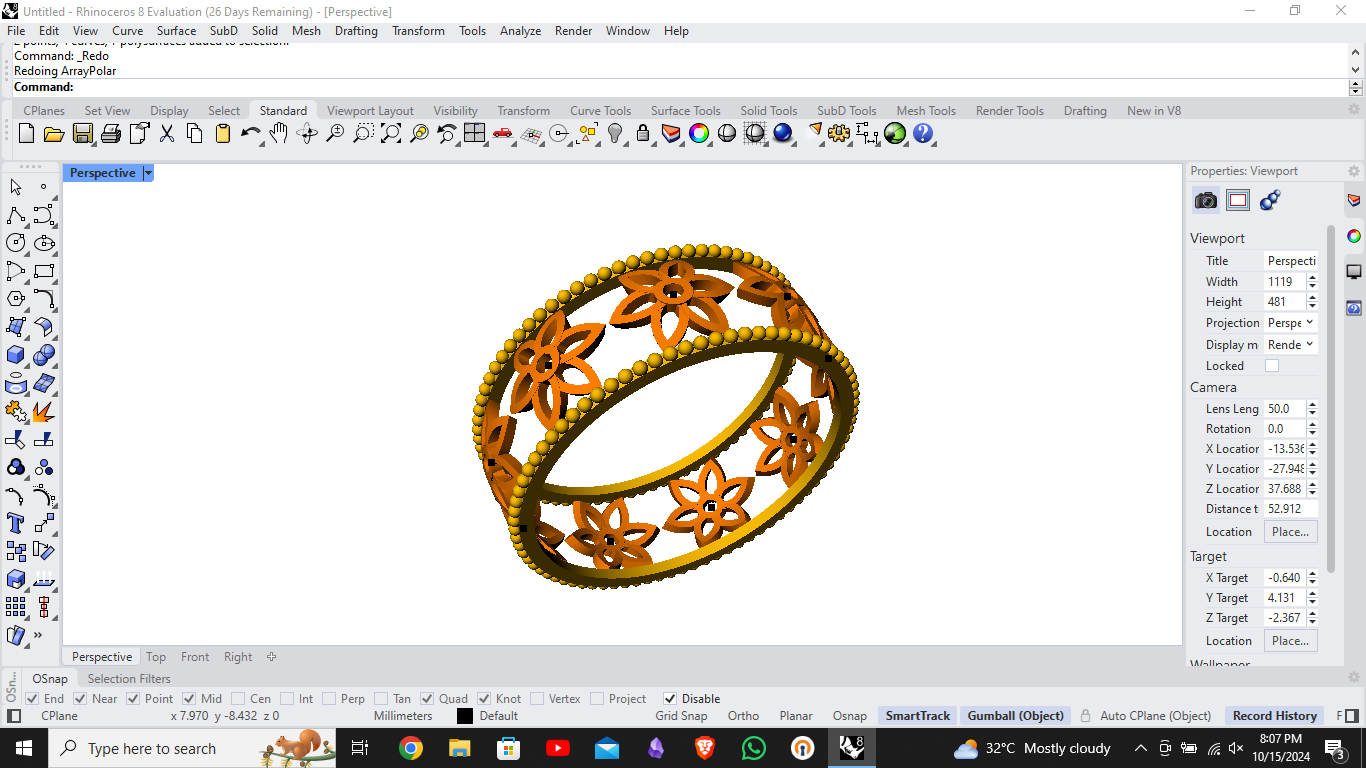 Untitled - Rhinoceros 8 Evaluation (26 Days Remaining) - [Perspective]
File Edit View Curve Surface SubD Solid Mesh Drafting Transform Tools Analyze Render Window Help
Command: _Redo
Redoing ArrayPolar
Command:
CPlanes Set View Display Select Standard Viewport Layout Visibility Transform Curve Tools Surface Tools Solid Tools SubD Tools Mesh Tools Render Tools Drafting New in V8
Perspective
Properties: Viewport
Viewport
Title Perspecti
Width 1119
Height 481
Projection Perspe
Display m Rende
Locked
Camera
Lens Leng 50.0
Rotation 0.0
X Locatior -13.536
Y Locatior -27.948
Z Locatior 37.688
Distance t 52.912
Location Place...
Target
X Target -0.640
Y Target 4.131
Z Target -2.367
Location Place...
Wallpaper
Perspective Top Front Right
OSn...
OSnap Selection Filters
End Near Point Mid Cen Int Perp Tan Quad Knot Vertex Project Disable
CPlane x 7.970 y -8.432 z 0 Millimeters Default Grid Snap Ortho Planar Osnap SmartTrack Gumball (Object) Auto CPlane (Object) Record History F
Type here to search
8
32°C Mostly cloudy
8:07 PM
10/15/2024
3